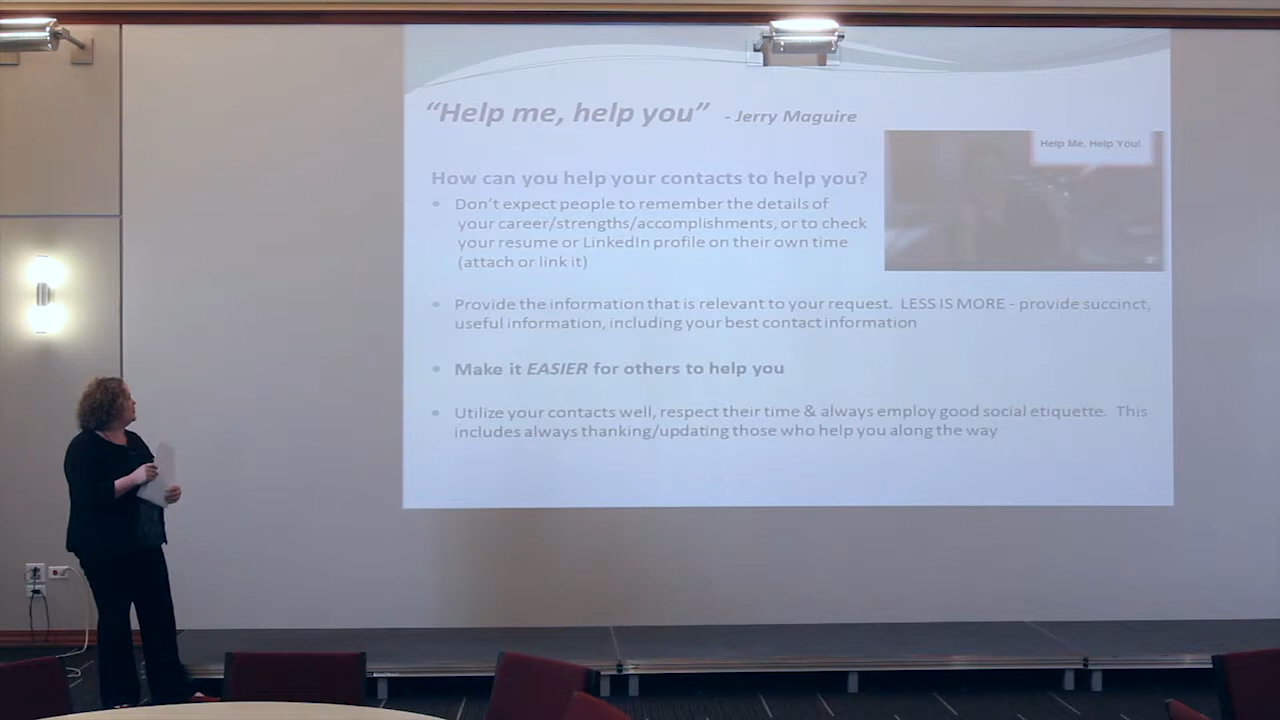 “Help me, help you” - Jerry Maguire
Help Me, Help You!
How can you help your contacts to help you?
• Don’t expect people to remember the details of
your career/strengths/accomplishments, or to check
your resume or LinkedIn profile on their own time
(attach or link it)
• Provide the information that is relevant to your request. LESS IS MORE - provide succinct,
useful information, including your best contact information
• Make it EASIER for others to help you
• Utilize your contacts well, respect their time & always employ good social etiquette. This
includes always thanking/updating those who help you along the way